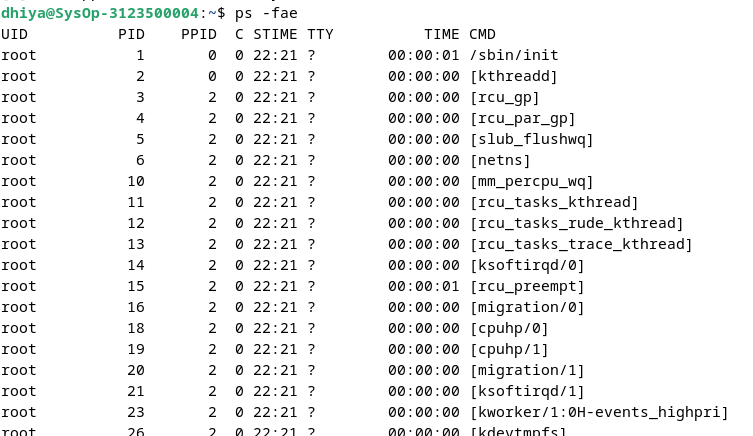 dhiya@SysOp-3123500004:~$ ps -fae
UID          PID    PPID  C STIME TTY          TIME CMD
root           1       0  0 22:21 ?        00:00:01 /sbin/init
root           2       0  0 22:21 ?        00:00:00 [kthreadd]
root           3       2  0 22:21 ?        00:00:00 [rcu_gp]
root           4       2  0 22:21 ?        00:00:00 [rcu_par_gp]
root           5       2  0 22:21 ?        00:00:00 [slub_flushwq]
root           6       2  0 22:21 ?        00:00:00 [netns]
root          10       2  0 22:21 ?        00:00:00 [mm_percpu_wq]
root          11       2  0 22:21 ?        00:00:00 [rcu_tasks_kthread]
root          12       2  0 22:21 ?        00:00:00 [rcu_tasks_rude_kthread]
root          13       2  0 22:21 ?        00:00:00 [rcu_tasks_trace_kthread]
root          14       2  0 22:21 ?        00:00:00 [ksoftirqd/0]
root          15       2  0 22:21 ?        00:00:01 [rcu_preempt]
root          16       2  0 22:21 ?        00:00:00 [migration/0]
root          18       2  0 22:21 ?        00:00:00 [cpuhp/0]
root          19       2  0 22:21 ?        00:00:00 [cpuhp/1]
root          20       2  0 22:21 ?        00:00:00 [migration/1]
root          21       2  0 22:21 ?        00:00:00 [ksoftirqd/1]
root          23       2  0 22:21 ?        00:00:00 [kworker/1:0H-events_highpri]
root          26       2  0 22:21 ?        00:00:00 [kdevtmpfs]